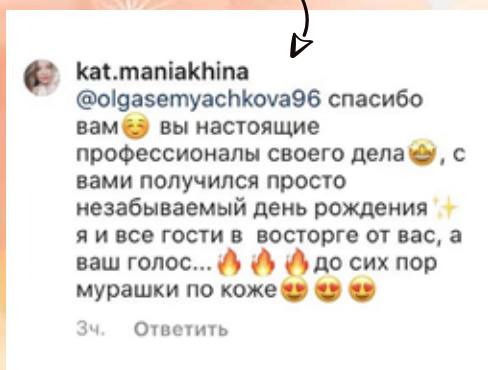 kat.maniakhina
@olgasemyachkova96 спасибо
вам☺️ вы настоящие
профессионалы своего дела🤩, с
вами получился просто
незабываемый день рождения✨
я и все гости в восторге от вас, а
ваш голос...🔥🔥🔥до сих пор
мурашки по коже😍😍😍
3ч. Ответить